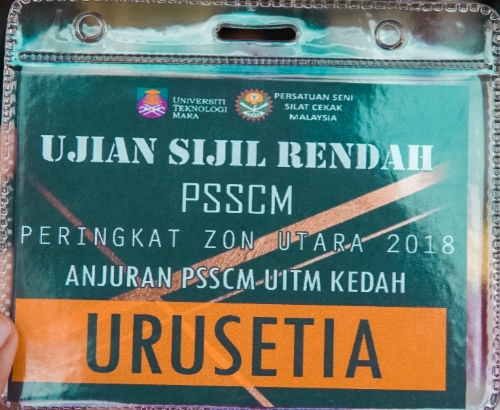 UNIVERSITI
TEKNOLOGI
MARA
PERSATUAN SENI
SILAT CEKAK
MALAYSIA
UJIAN SIJIL RENDAH
PSSCM
PERINGKAT ZON UTARA 2018
ANJURAN PSSCM UITM KEDAH
URUSETIA